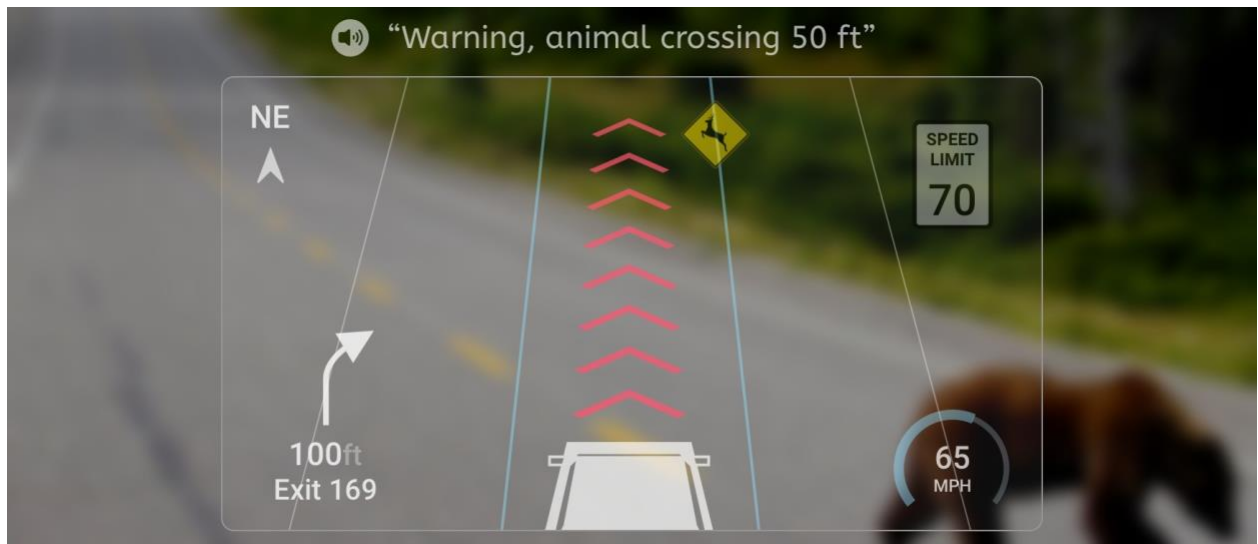 “Warning, animal crossing 50 ft”
NE
SPEED
LIMIT
70
100ft
Exit 169
65
MPH